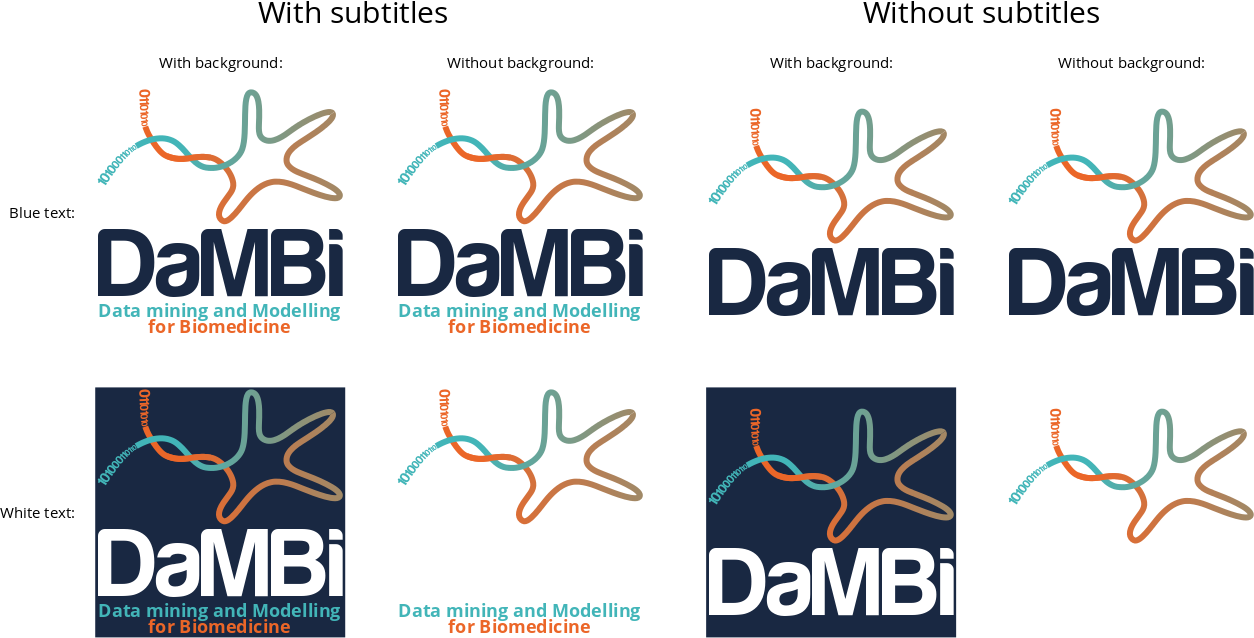 With subtitles Without subtitles
With background: Without background: With background: Without background:
Blue text:
DaMBi DaMBi DaMBi DaMBi
Data mining and Modelling Data mining and Modelling
for Biomedicine for Biomedicine
White text:
DaMBi DaMBi
Data mining and Modelling Data mining and Modelling
for Biomedicine for Biomedicine